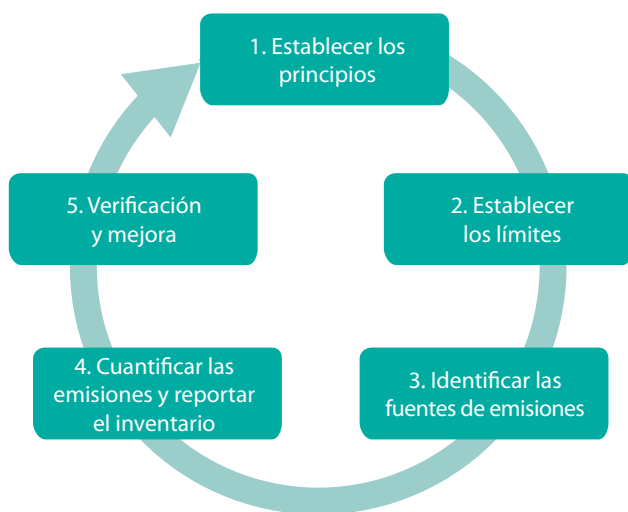 1. Establecer los
principios
2. Establecer
los límites
3. Identificar las
fuentes de emisiones
4. Cuantificar las
emisiones y reportar
el inventario
5. Verificación
y mejora